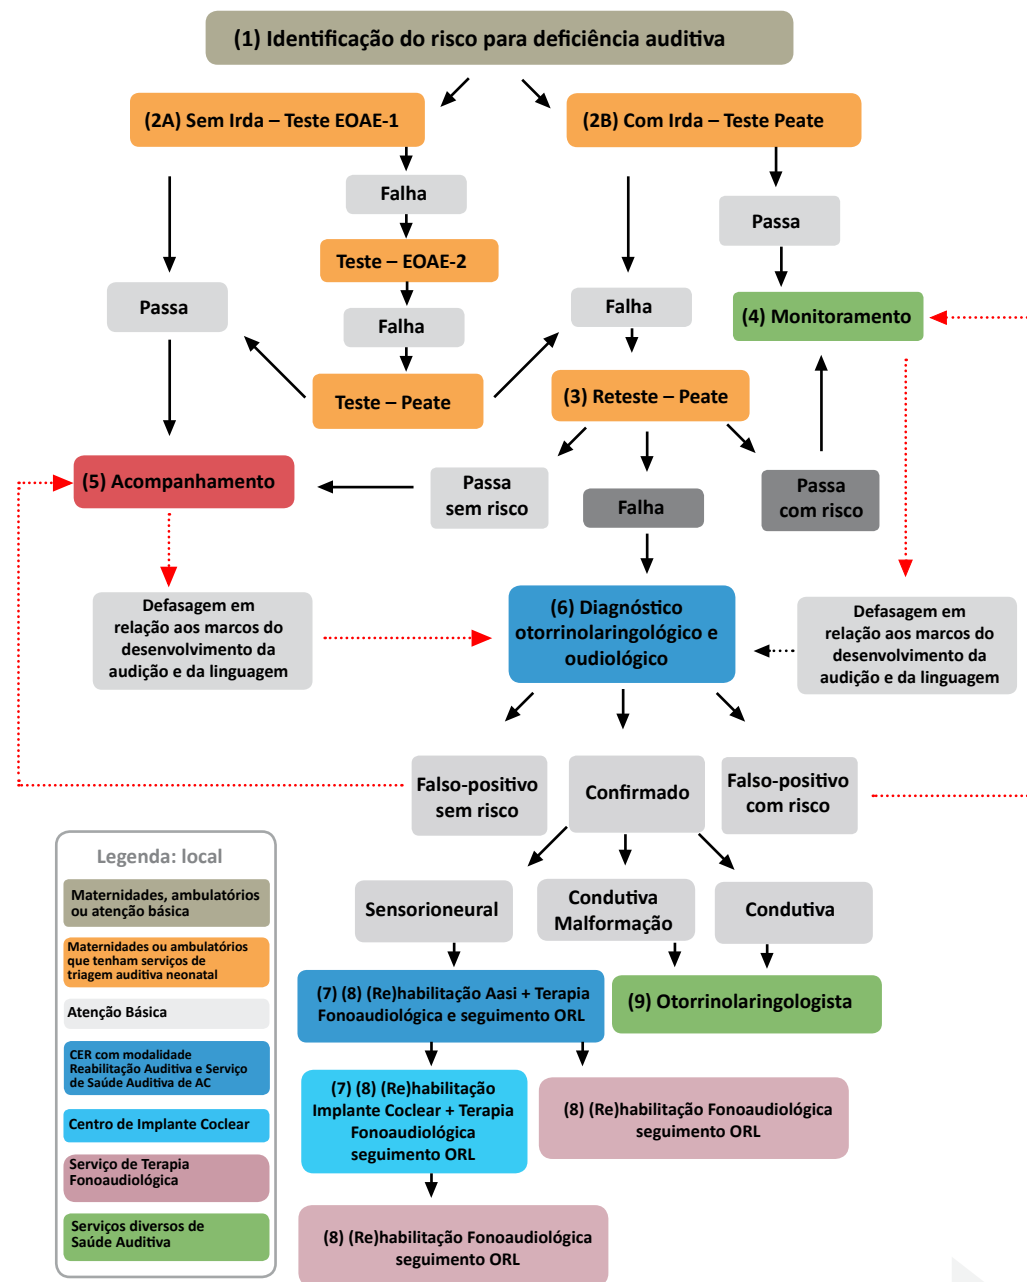 (1) Identificação do risco para deficiência auditiva
(2A) Sem Irda – Teste EOAE-1
(2B) Com Irda – Teste Peate
Falha
Passa
Teste – EOAE-2
Passa
Falha
Falha
(4) Monitoramento
Teste – Peate
(3) Reteste – Peate
(5) Acompanhamento
Passa
sem risco
Falha
Passa
com risco
Defasagem em
relação aos marcos do
desenvolvimento da
audição e da linguagem
(6) Diagnóstico
otorrinolaringológico e
oudiológico
Defasagem em
relação aos marcos do
desenvolvimento da
audição e da linguagem
Falso-positivo
sem risco
Confirmado
Falso-positivo
com risco
Sensorioneural
Condutiva
Malformação
Condutiva
(7) (8) (Re)habilitação Aasi + Terapia
Fonoaudiológica e seguimento ORL
(9) Otorrinolaringologista
(7) (8) (Re)habilitação
Implante Coclear + Terapia
Fonoaudiológica
seguimento ORL
(8) (Re)habilitação Fonoaudiológica
seguimento ORL
(8) (Re)habilitação Fonoaudiológica
seguimento ORL
Legenda: local
Maternidades, ambulatórios
ou atenção básica
Maternidades ou ambulatórios
que tenham serviços de
triagem auditiva neonatal
Atenção Básica
CER com modalidade
Reabilitação Auditiva e Serviço
de Saúde Auditiva de AC
Centro de Implante Coclear
Serviço de Terapia
Fonoaudiológica
Serviços diversos de
Saúde Auditiva